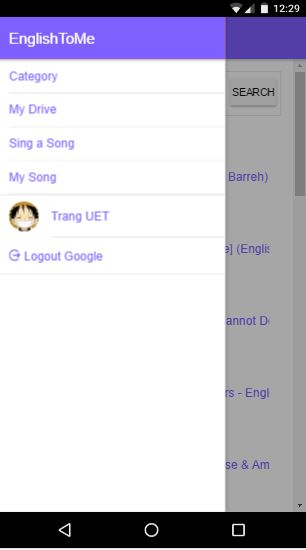 12:29
EnglishToMe
SEARCH
Category
My Drive
Sing a Song
My Song
Barreh)
Trang UET
e] (Englis
Logout Google
annot D
rs - Engl
se & Am